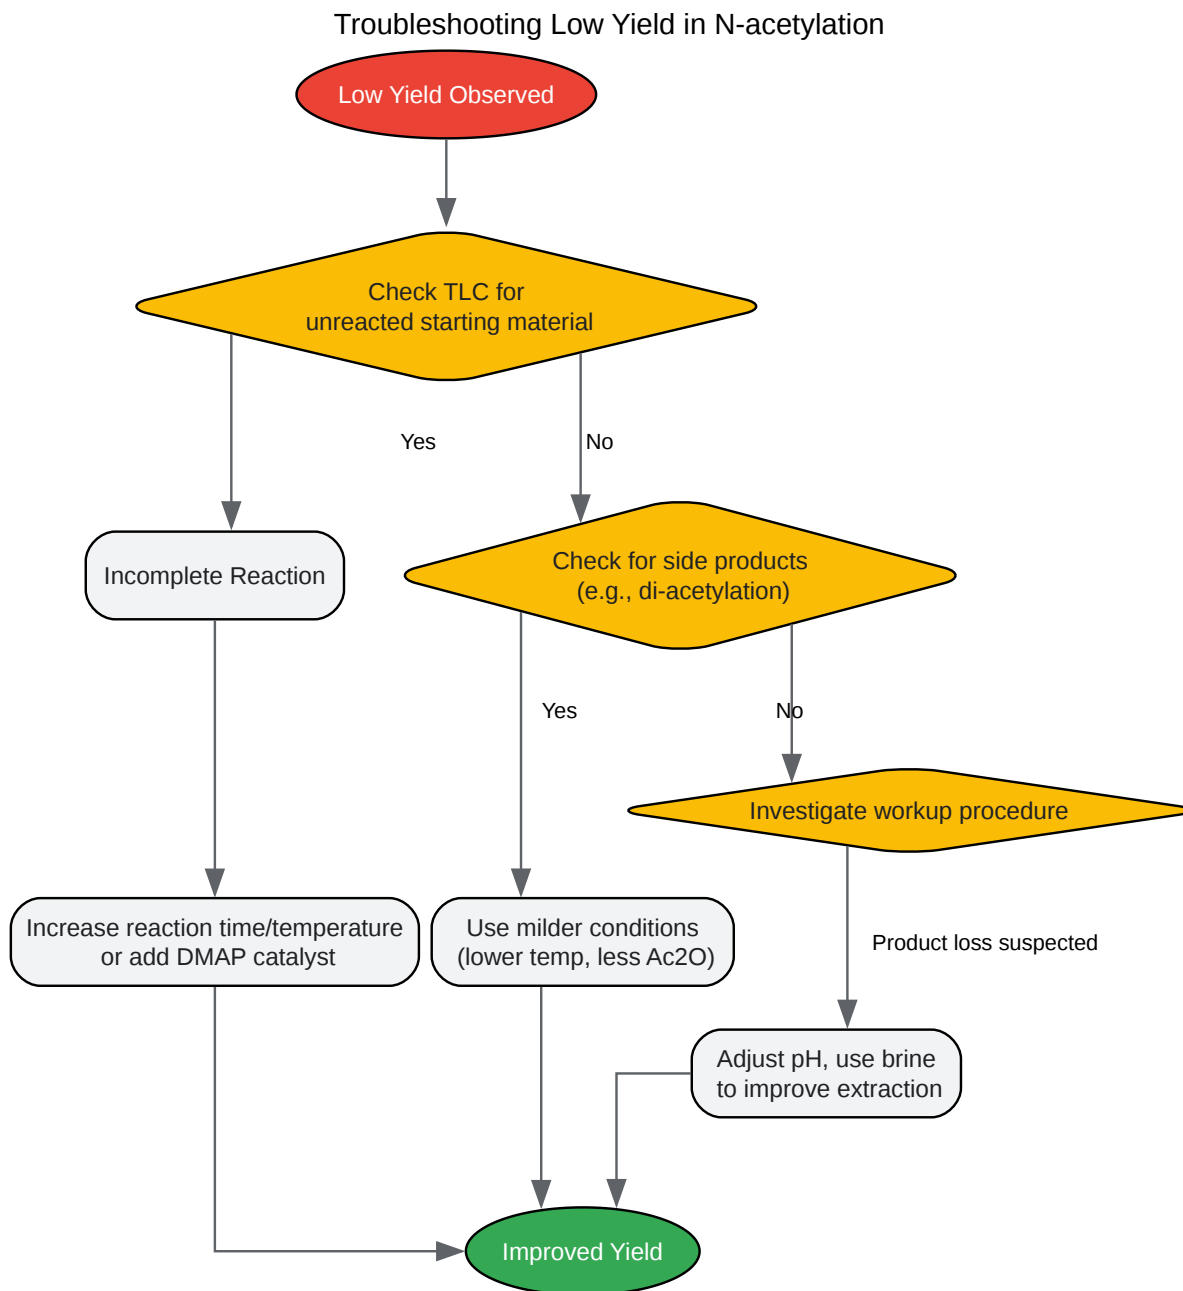 Troubleshooting Low Yield in N-acetylation
Low Yield Observed
Check TLC for
unreacted starting material
Yes
No
Incomplete Reaction
Check for side products
(e.g., di-acetylation)
Yes
No
Investigate workup procedure
Increase reaction time/temperature
or add DMAP catalyst
Use milder conditions
(lower temp, less Ac2O)
Product loss suspected
Adjust pH, use brine
to improve extraction
Improved Yield